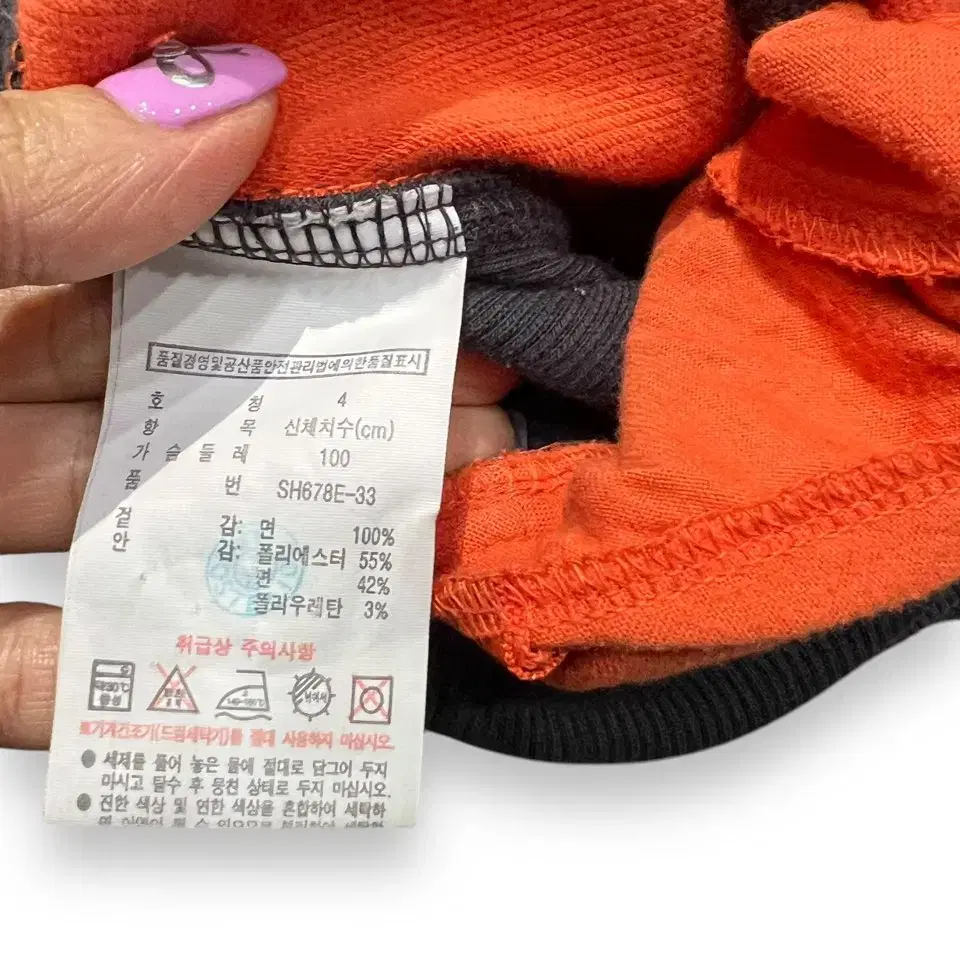 품질경영및공산품안전관리법에의한품질표시
호 칭 4
항 목 신체치수(cm)
가 슴 둘 레 100
품 번 SH678E-33
겉 감: 면 100%
안 감: 폴리에스터 55%
면 42%
폴리우레탄 3%
취급상 주의사항
※기계건조기(드럼세탁기)를 절대 사용하지 마십시오.
● 세제를 풀어 놓은 물에 절대로 담그어 두지
마시고 탈수 후 뭉친 상태로 두지 마십시오.
● 진한 색상 및 연한 색상을 혼합하여 세탁하